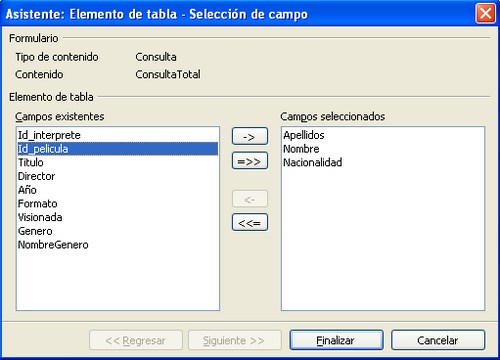 Asistente: Elemento de tabla - Selección de campo
Formulario
Tipo de contenido Consulta
Contenido ConsultaTotal
Elemento de tabla
Campos existentes
Id_interprete
Id_pelicula
Titulo
Director
Año
Formato
Visionada
Genero
NombreGenero
->
=>>
<-
<<=
Campos seleccionados
Apellidos
Nombre
Nacionalidad
<< Regresar Siguiente >> Finalizar Cancelar